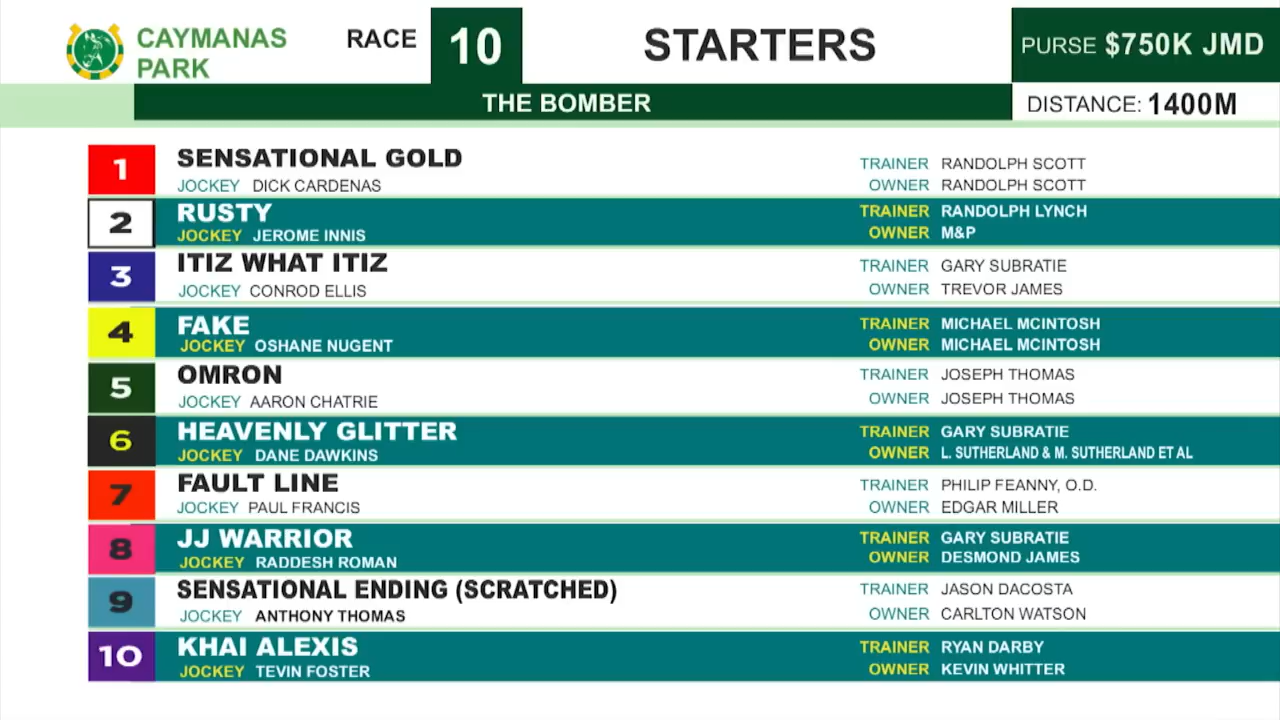 CAYMANAS PARK
RACE 10
STARTERS
PURSE $750K JMD
THE BOMBER
DISTANCE: 1400M
1 SENSATIONAL GOLD
JOCKEY DICK CARDENAS
TRAINER RANDOLPH SCOTT
OWNER RANDOLPH SCOTT
2 RUSTY
JOCKEY JEROME INNIS
TRAINER RANDOLPH LYNCH
OWNER M&P
3 ITIZ WHAT ITIZ
JOCKEY CONROD ELLIS
TRAINER GARY SUBRATIE
OWNER TREVOR JAMES
4 FAKE
JOCKEY OSHANE NUGENT
TRAINER MICHAEL MCINTOSH
OWNER MICHAEL MCINTOSH
5 OMRON
JOCKEY AARON CHATRIE
TRAINER JOSEPH THOMAS
OWNER JOSEPH THOMAS
6 HEAVENLY GLITTER
JOCKEY DANE DAWKINS
TRAINER GARY SUBRATIE
OWNER L. SUTHERLAND & M. SUTHERLAND ET AL
7 FAULT LINE
JOCKEY PAUL FRANCIS
TRAINER PHILIP FEANNY, O.D.
OWNER EDGAR MILLER
8 JJ WARRIOR
JOCKEY RADDESH ROMAN
TRAINER GARY SUBRATIE
OWNER DESMOND JAMES
9 SENSATIONAL ENDING (SCRATCHED)
JOCKEY ANTHONY THOMAS
TRAINER JASON DACOSTA
OWNER CARLTON WATSON
10 KHAI ALEXIS
JOCKEY TEVIN FOSTER
TRAINER RYAN DARBY
OWNER KEVIN WHITTER